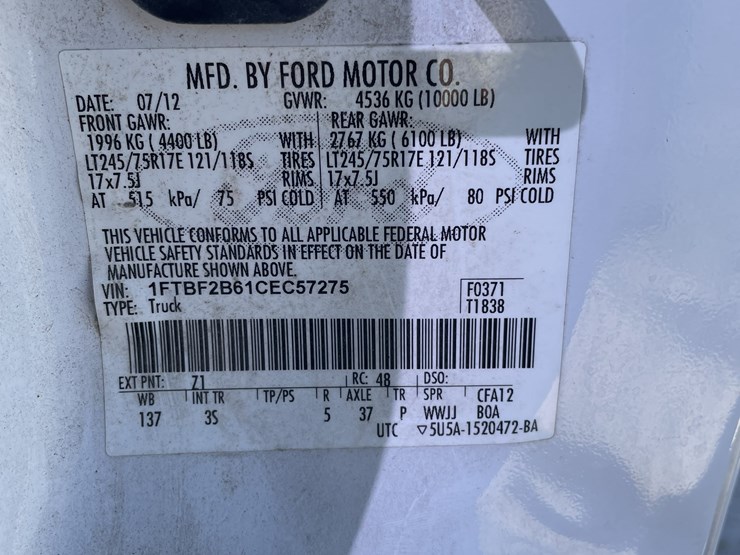 MFD. BY FORD MOTOR CO.
DATE: 07/12 GVWR: 4536 KG (10000 LB)
FRONT GAWR: REAR GAWR:
1996 KG ( 4400 LB) WITH 2767 KG ( 6100 LB) WITH
LT245/75R17E 121/118S TIRES LT245/75R17E 121/118S TIRES
17x7.5J RIMS 17x7.5J RIMS
AT 515 kPa/ 75 PSI COLD AT 550 kPa/ 80 PSI COLD
THIS VEHICLE CONFORMS TO ALL APPLICABLE FEDERAL MOTOR
VEHICLE SAFETY STANDARDS IN EFFECT ON THE DATE OF
MANUFACTURE SHOWN ABOVE.
VIN: 1FTBF2B61CEC57275 F0371
TYPE: Truck T1838
EXT PNT: Z1 RC: 48 DSO:
WB INT TR TP/PS R AXLE TR SPR CFA12
137 3S 5 37 P WWJJ BOA
UTC ▽5U5A-1520472-BA